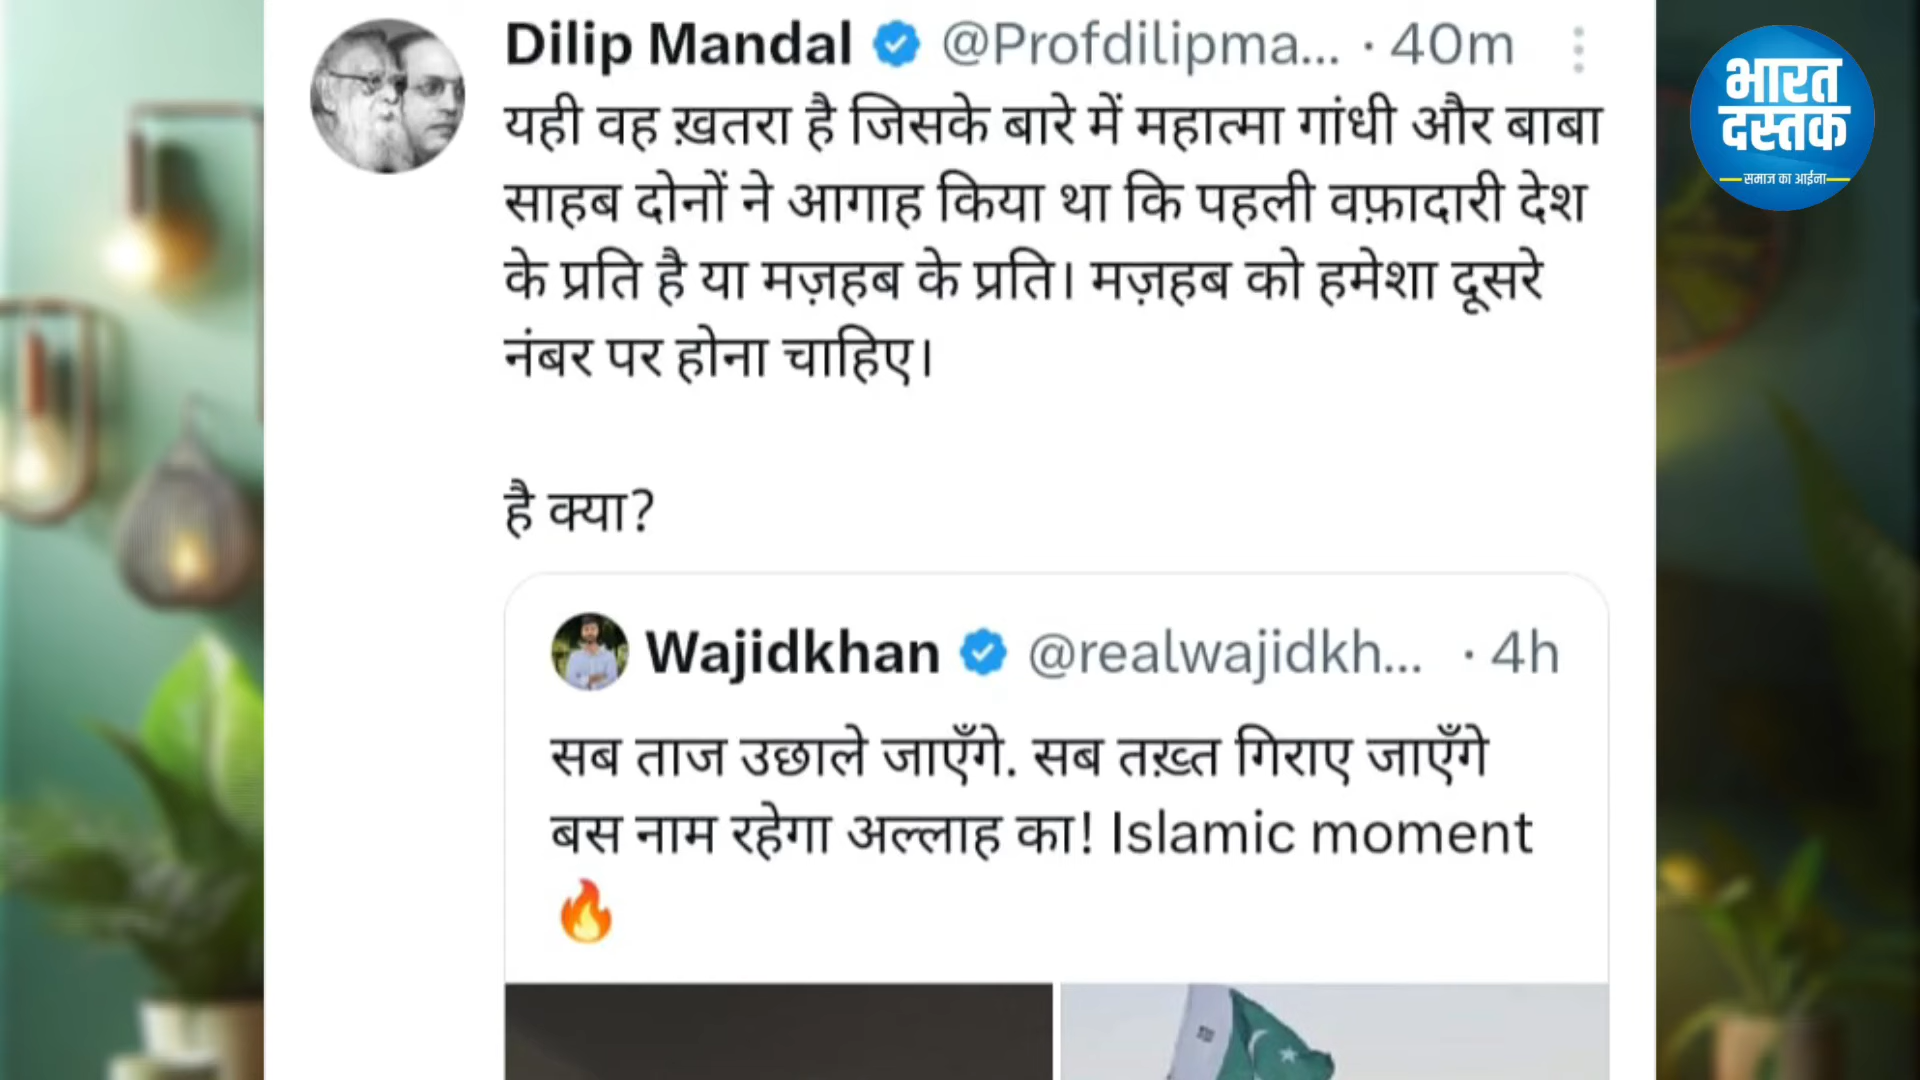 Dilip Mandal @Profdilipma... · 40m
यही वह ख़तरा है जिसके बारे में महात्मा गांधी और बाबा
साहब दोनों ने आगाह किया था कि पहली वफ़ादारी देश
के प्रति है या मज़हब के प्रति। मज़हब को हमेशा दूसरे
नंबर पर होना चाहिए।
है क्या?
Wajidkhan @realwajidkh... · 4h
सब ताज उछाले जाएँगे. सब तख़्त गिराए जाएँगे
बस नाम रहेगा अल्लाह का! Islamic moment
🔥
भारत
दस्तक
समाज का आईना